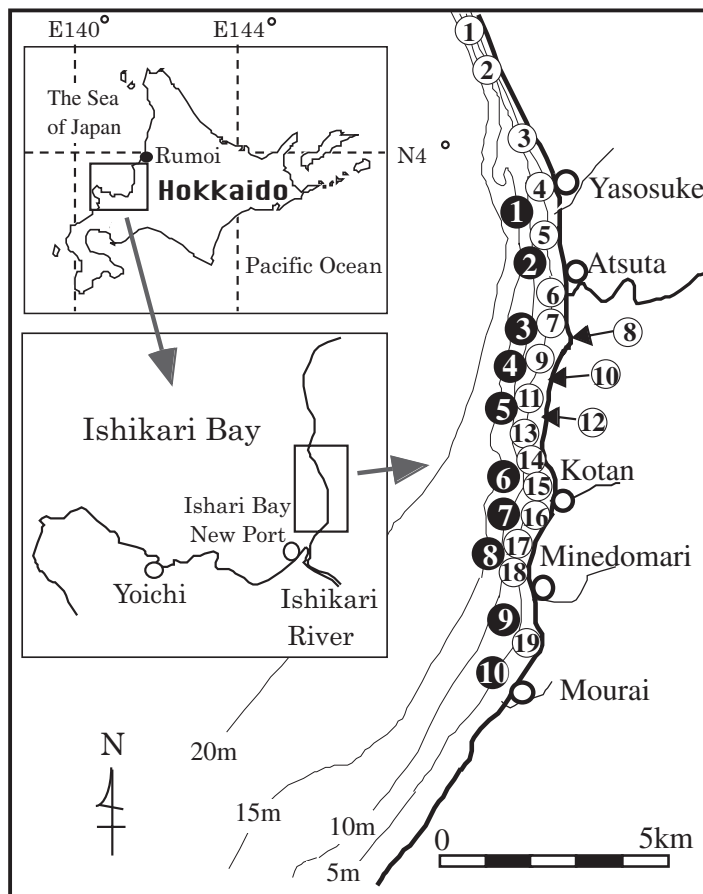 E140°
E144°
The Sea
of Japan
Rumoi
N4°
Hokkaido
Pacific Ocean
Ishikari Bay
Ishari Bay
New Port
Yoichi
Ishikari
River
N
20m
15m
10m
5m
1
2
3
4
Yasosuke
1
5
2
Atsuta
6
3
7
8
4
9
10
5
11
12
13
14
6
Kotan
15
7
16
17
8
Minedomari
18
9
19
10
Mourai
0
5km